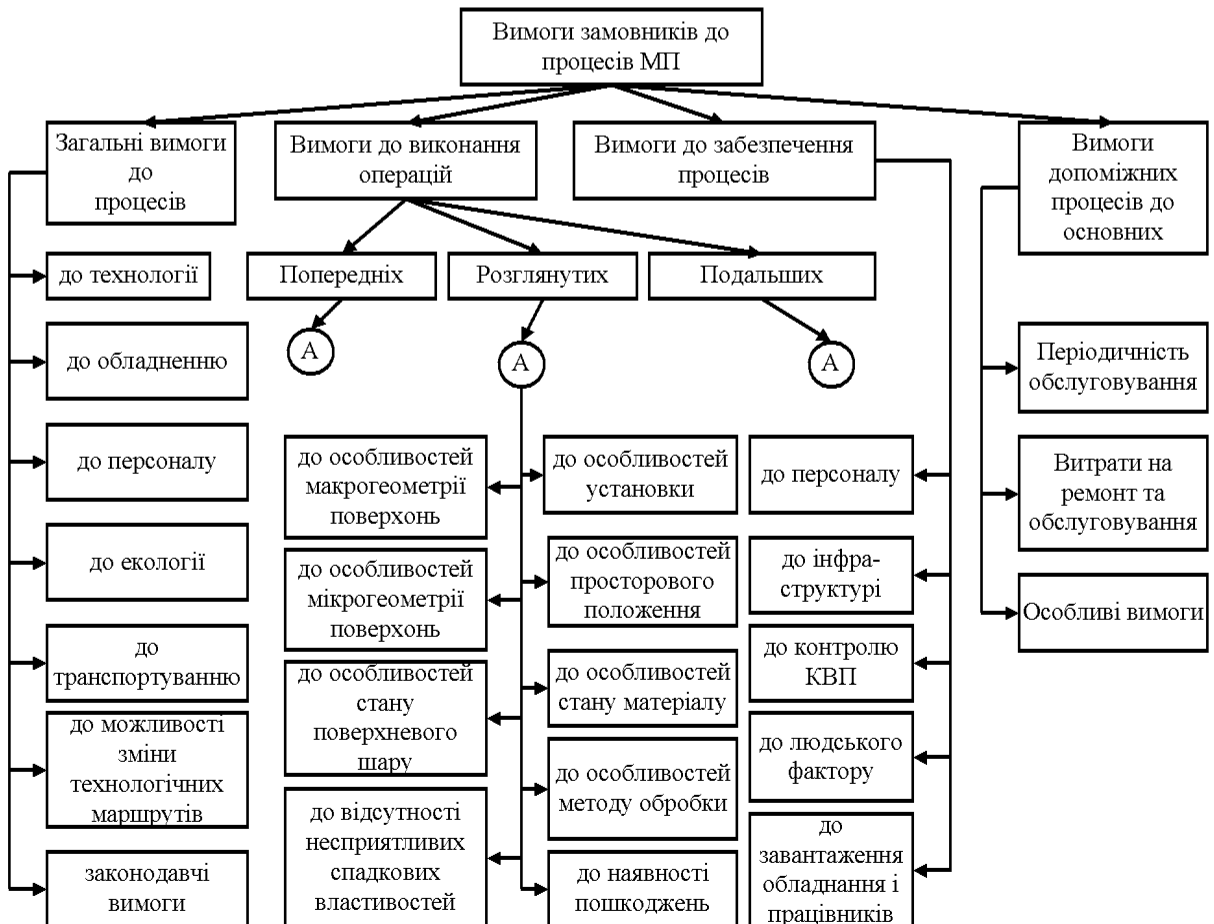 Вимоги замовників до
процесів МП
Загальні вимоги
до
процесів
Вимоги до виконання
операцій
Вимоги до забезпечення
процесів
Вимоги
допоміжних
процесів до
основних
до технології
до обладненню
до персоналу
до екології
до
транспортуванню
до можливості
зміни
технологічних
маршрутів
законодавчі
вимоги
Попередніх
Розглянутих
Подальших
А
А
А
до особливостей
макрогеометрії
поверхонь
до особливостей
мікрогеометрії
поверхонь
до особливостей
стану
поверхневого
шару
до відсутності
несприятливих
спадкових
властивостей
до особливостей
установки
до особливостей
просторового
положення
до особливостей
стану матеріалу
до особливостей
методу обробки
до наявності
пошкоджень
до персоналу
до інфра-
структурі
до контролю
КВП
до людського
фактору
до
завантаження
обладнання і
працівників
Періодичність
обслуговування
Витрати на
ремонт та
обслуговування
Особливі вимоги